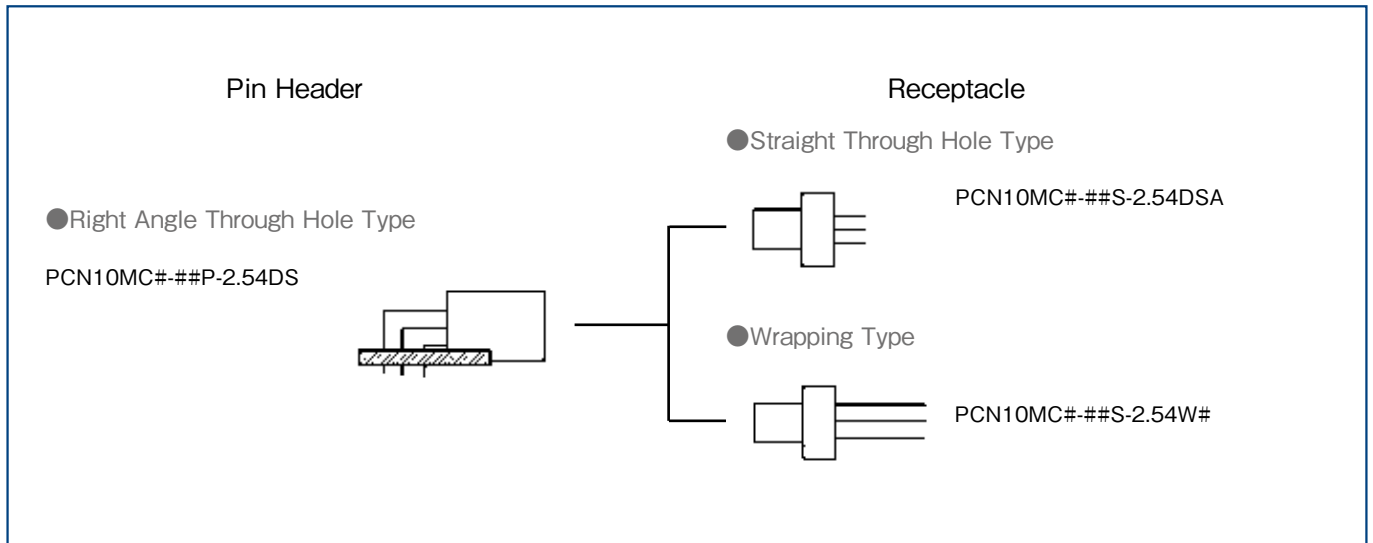 Pin Header
Receptacle
●Straight Through Hole Type
PCN10MC#-##S-2.54DSA
●Right Angle Through Hole Type
PCN10MC#-##P-2.54DS
●Wrapping Type
PCN10MC#-##S-2.54W#